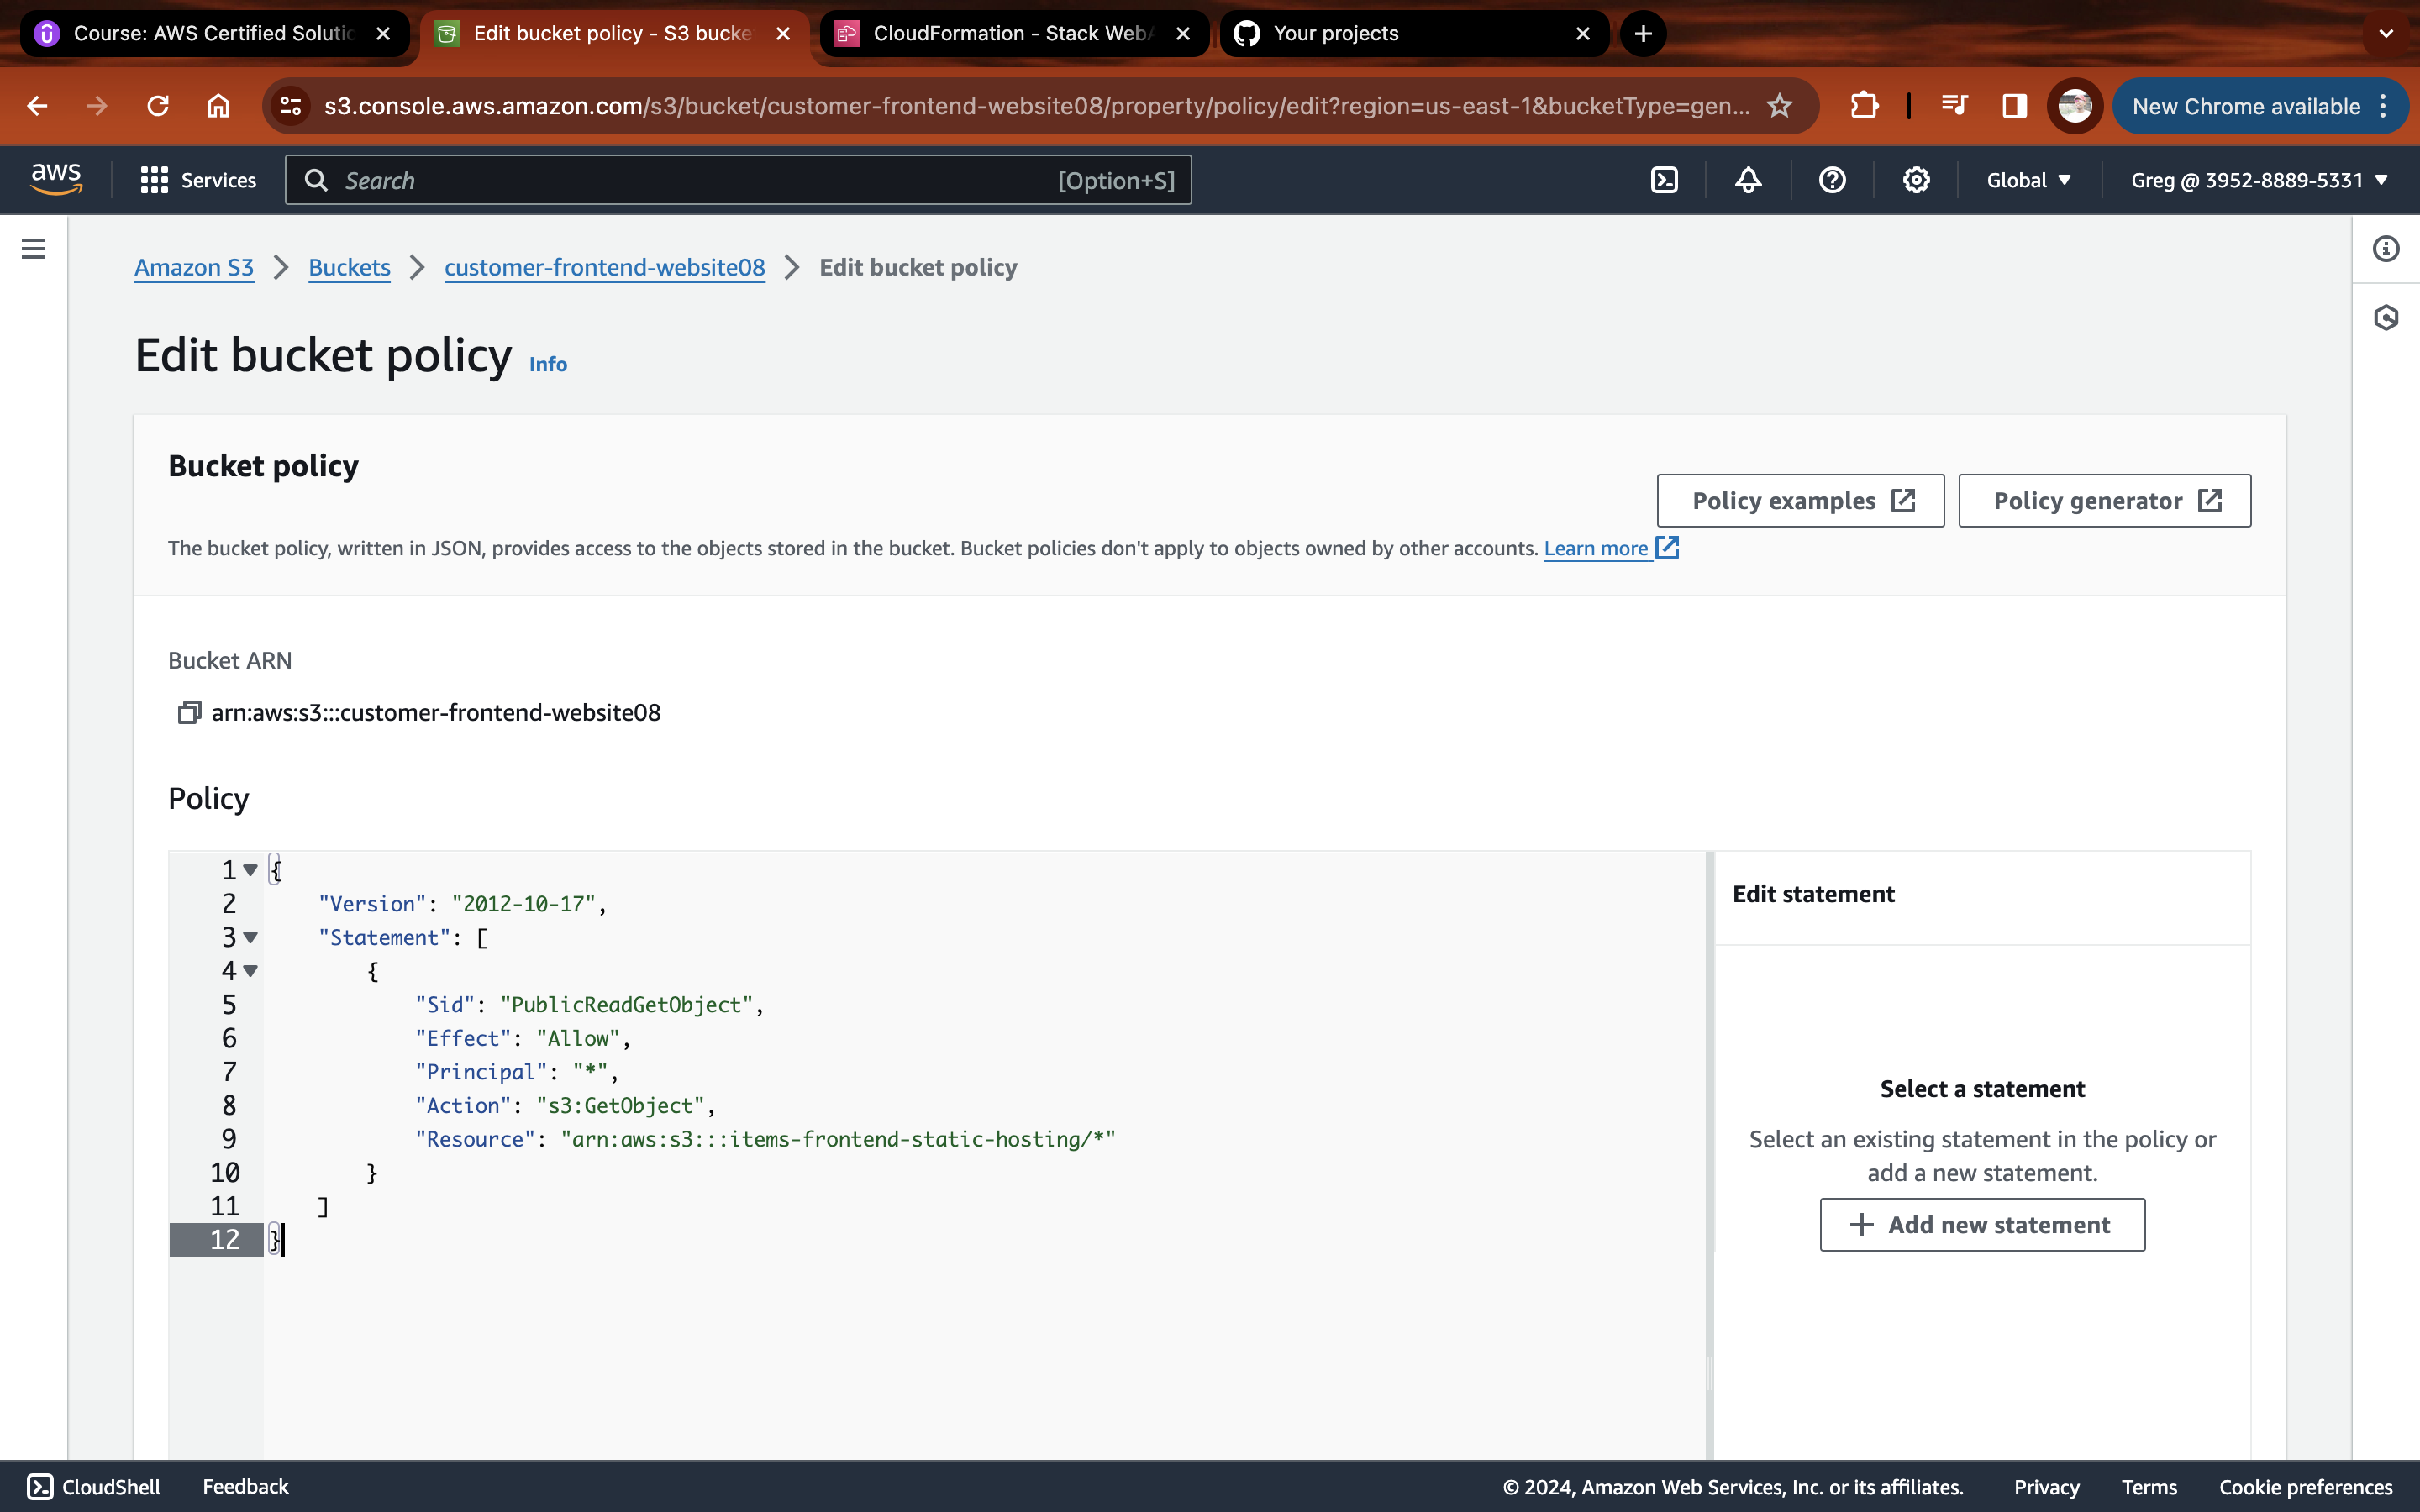 Course: AWS Certified Solutio
Edit bucket policy - S3 bucke
CloudFormation - Stack WebA
Your projects
s3.console.aws.amazon.com/s3/bucket/customer-frontend-website08/property/policy/edit?region=us-east-1&bucketType=gen...
New Chrome available
aws
Services
Search
[Option+S]
Global
Greg @ 3952-8889-5331
Amazon S3
Buckets
customer-frontend-website08
Edit bucket policy
Edit bucket policy
Info
Bucket policy
Policy examples
Policy generator
The bucket policy, written in JSON, provides access to the objects stored in the bucket. Bucket policies don't apply to objects owned by other accounts. Learn more
Bucket ARN
arn:aws:s3:::customer-frontend-website08
Policy
1 {
2 "Version": "2012-10-17",
3 "Statement": [
4 {
5 "Sid": "PublicReadGetObject",
6 "Effect": "Allow",
7 "Principal": "*",
8 "Action": "s3:GetObject",
9 "Resource": "arn:aws:s3:::items-frontend-static-hosting/*"
10 }
11 ]
12 }
Edit statement
Select a statement
Select an existing statement in the policy or
add a new statement.
Add new statement
CloudShell
Feedback
© 2024, Amazon Web Services, Inc. or its affiliates.
Privacy
Terms
Cookie preferences